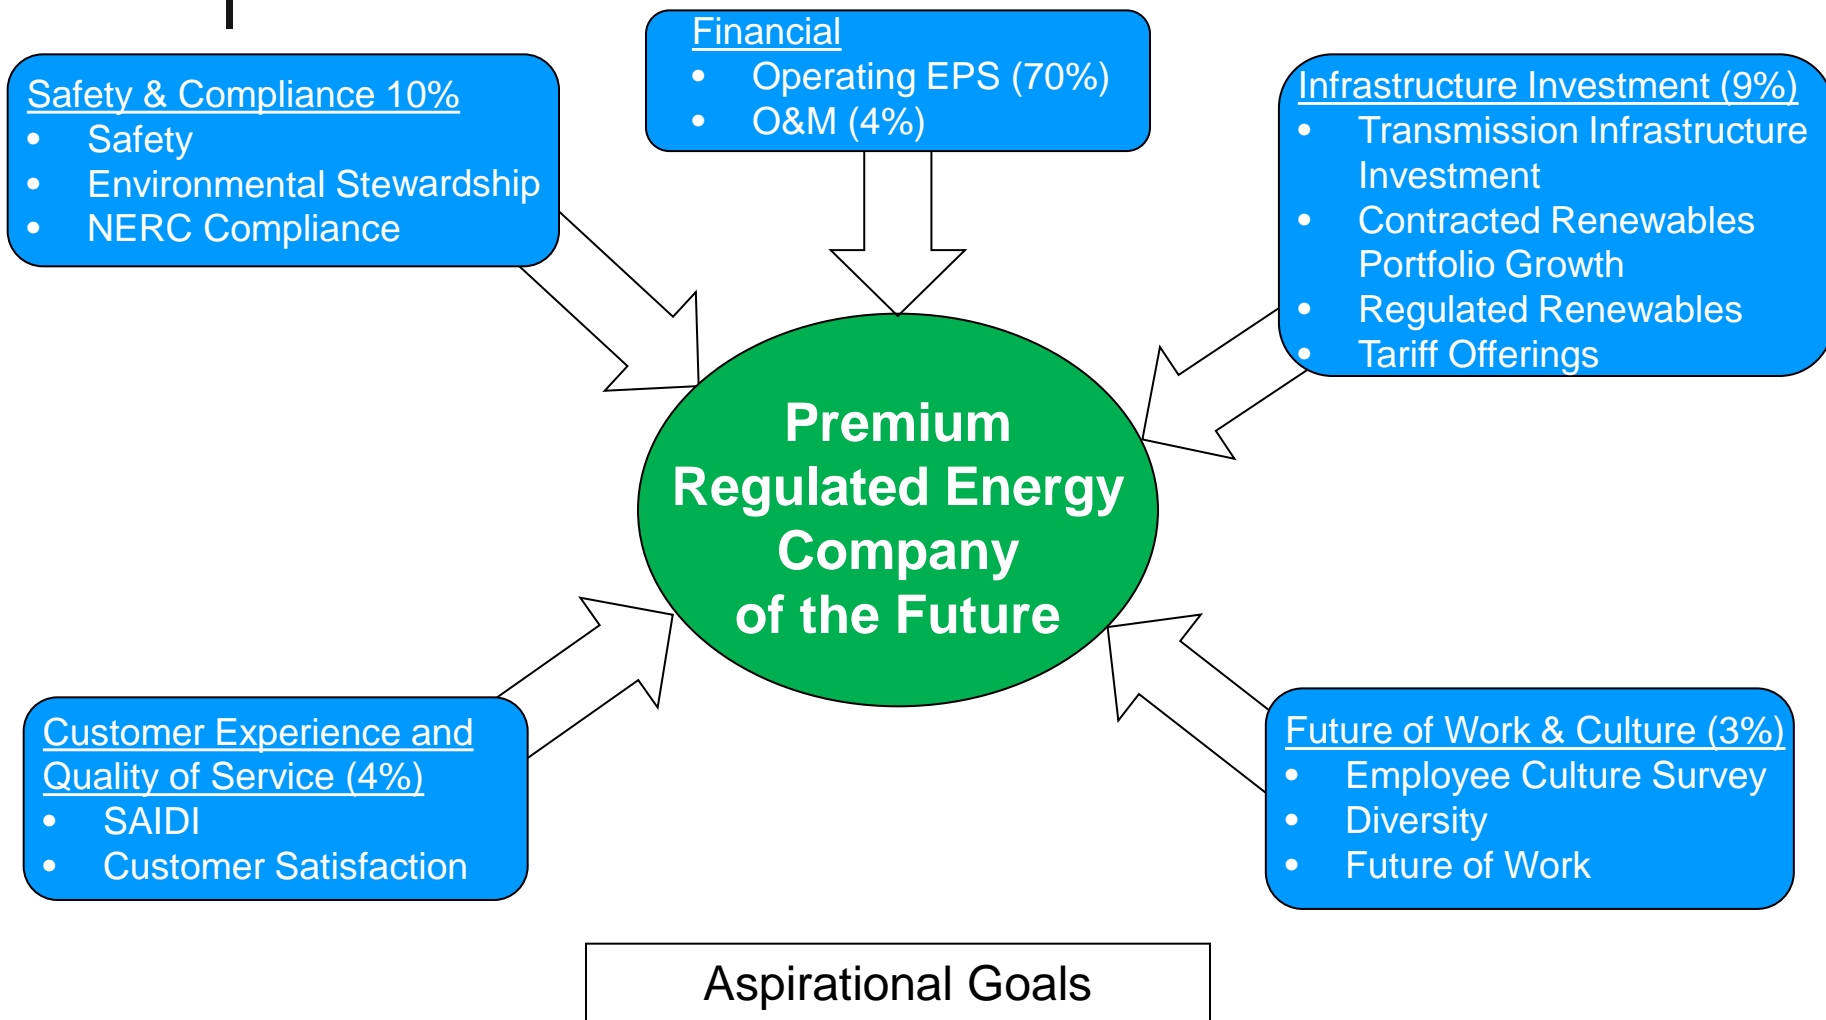 Financial
• Operating EPS (70%)
• O&M (4%)
Safety & Compliance 10%
• Safety
• Environmental Stewardship
• NERC Compliance
Infrastructure Investment (9%)
• Transmission Infrastructure
Investment
• Contracted Renewables
Portfolio Growth
• Regulated Renewables
• Tariff Offerings
Premium
Regulated Energy
Company
of the Future
Customer Experience and
Quality of Service (4%)
• SAIDI
• Customer Satisfaction
Future of Work & Culture (3%)
• Employee Culture Survey
• Diversity
• Future of Work
Aspirational Goals